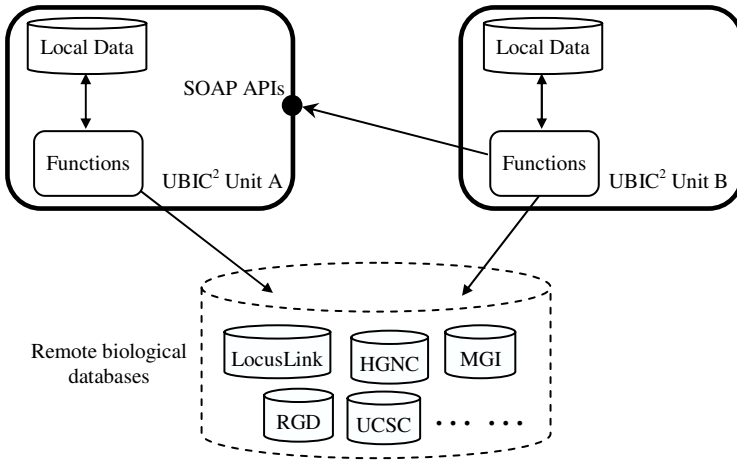 Local Data
Local Data
SOAP APIs
Functions
Functions
UBIC² Unit A
UBIC² Unit B
Remote biological
databases
LocusLink
HGNC
MGI
RGD
UCSC
... ...